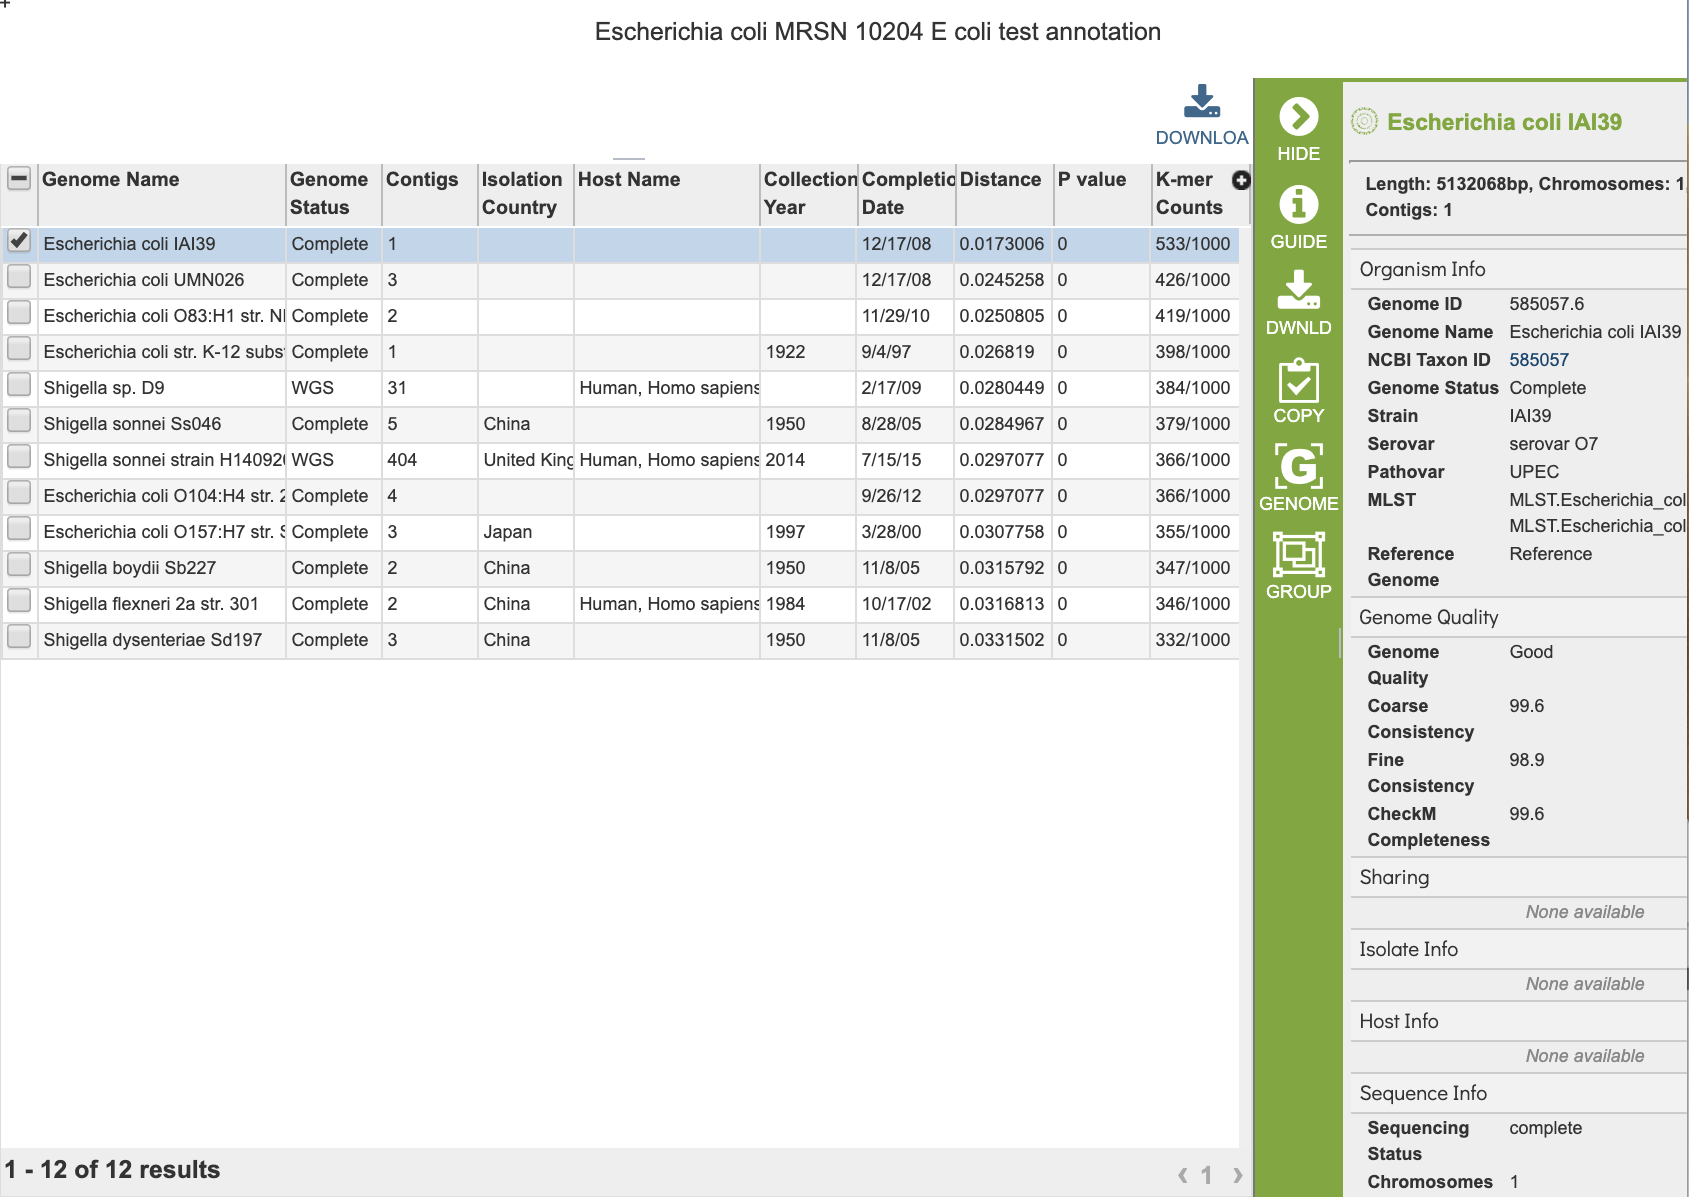 Escherichia coli MRSN 10204 E coli test annotation
DOWNLOA
Genome Name Genome Status Contigs Isolation Country Host Name Collection Year Completio Date Distance P value K-mer Counts
Escherichia coli IAI39 Complete 1 12/17/08 0.0173006 0 533/1000
Escherichia coli UMN026 Complete 3 12/17/08 0.0245258 0 426/1000
Escherichia coli O83:H1 str. Complete 2 11/29/10 0.0250805 0 419/1000
Escherichia coli str. K-12 subs Complete 1 1922 9/4/97 0.026819 0 398/1000
Shigella sp. D9 WGS 31 Human, Homo sapiens 2/17/09 0.0280449 0 384/1000
Shigella sonnei Ss046 Complete 5 China 1950 8/28/05 0.0284967 0 379/1000
Shigella sonnei strain H14092 WGS 404 United King Human, Homo sapiens 2014 7/15/15 0.0297077 0 366/1000
Escherichia coli O104:H4 str. 2 Complete 4 9/26/12 0.0297077 0 366/1000
Escherichia coli O157:H7 str. Complete 3 Japan 1997 3/28/00 0.0307758 0 355/1000
Shigella boydii Sb227 Complete 2 China 1950 11/8/05 0.0315792 0 347/1000
Shigella flexneri 2a str. 301 Complete 2 China Human, Homo sapiens 1984 10/17/02 0.0316813 0 346/1000
Shigella dysenteriae Sd197 Complete 3 China 1950 11/8/05 0.0331502 0 332/1000
1 - 12 of 12 results
‹ 1 ›
HIDE
GUIDE
DWNLD
COPY
GENOME
GROUP
Escherichia coli IAI39
Length: 5132068bp, Chromosomes: 1,
Contigs: 1
Organism Info
Genome ID 585057.6
Genome Name Escherichia coli IAI39
NCBI Taxon ID 585057
Genome Status Complete
Strain IAI39
Serovar serovar O7
Pathovar UPEC
MLST MLST.Escherichia_col
MLST.Escherichia_col
Reference Genome Reference
Genome Quality
Genome Quality Good
Coarse Consistency 99.6
Fine Consistency 98.9
CheckM Completeness 99.6
Sharing
None available
Isolate Info
None available
Host Info
None available
Sequence Info
Sequencing Status complete
Chromosomes 1